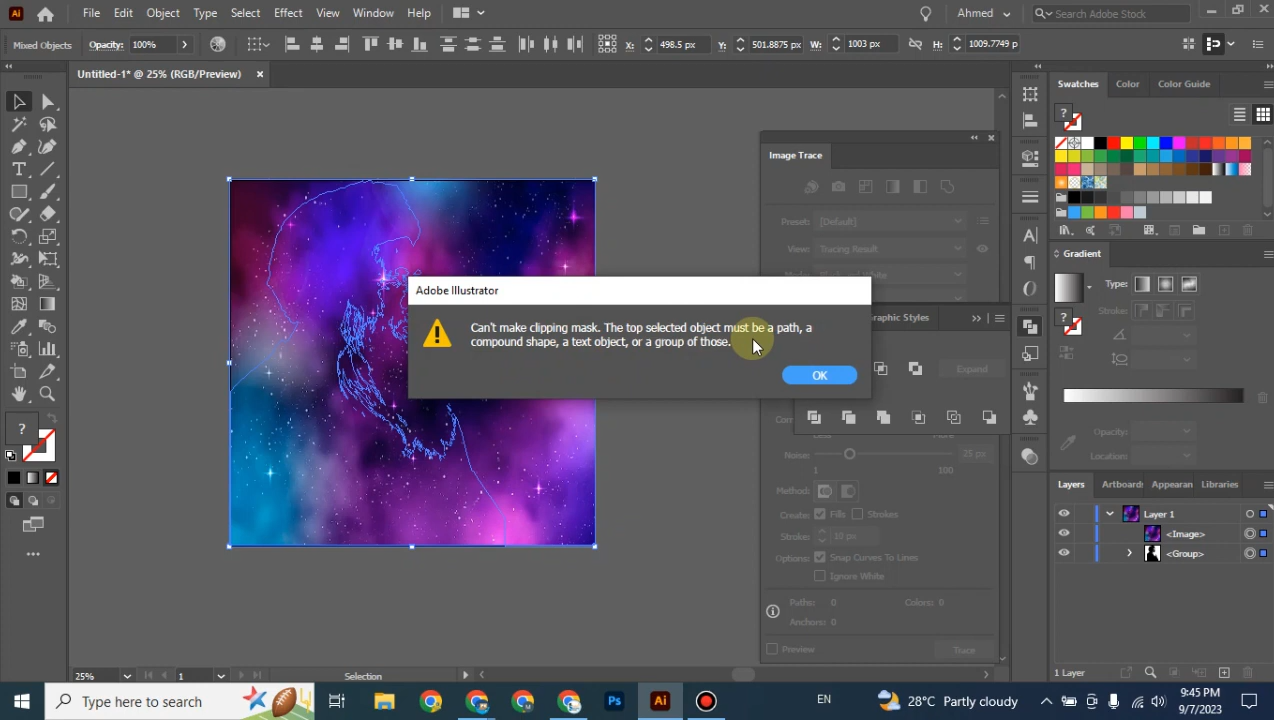 Ai File Edit Object Type Select Effect View Window Help Ahmed Search Adobe Stock
Mixed Objects Opacity: 100% X: 498.5 px Y: 501.8875 px W: 1003 px H: 1009.7749 p
Untitled-1* @ 25% (RGB/Preview)
Swatches Color Color Guide
Image Trace
Preset: [Default]
View: Tracing Result
Gradient
Type:
Stroke:
Adobe Illustrator
Can't make clipping mask. The top selected object must be a path, a
compound shape, a text object, or a group of those.
OK
raphic Styles
Expand
Noise: 25 px
1 100
Method:
Create: Fills Strokes
Stroke: 10 px
Options: Snap Curves To Lines
Ignore White
Paths: 0 Colors: 0
Anchors: 0
Preview Trace
Opacity:
Location:
Layers Artboard Appearan Libraries
Layer 1
<Image>
<Group>
1 Layer
25% 1 Selection
Type here to search
Ps Ai
EN
28°C Partly cloudy
9:45 PM
9/7/2023